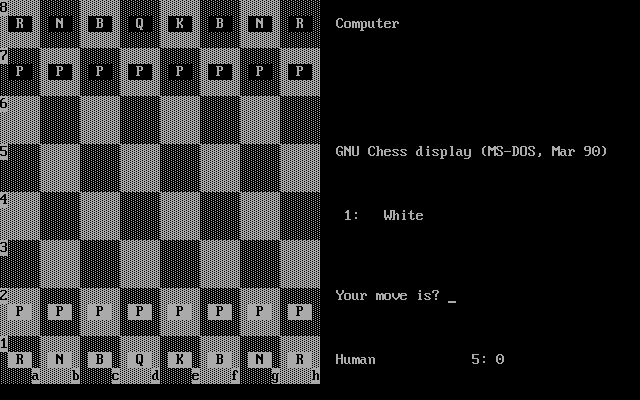 8
R N B Q K B N R
Computer
7
P P P P P P P P
6
5
GNU Chess display (MS-DOS, Mar 90)
4
1: White
3
2
Your move is? _
P P P P P P P P
1
R N B Q K B N R
Human 5: 0
a b c d e f g h